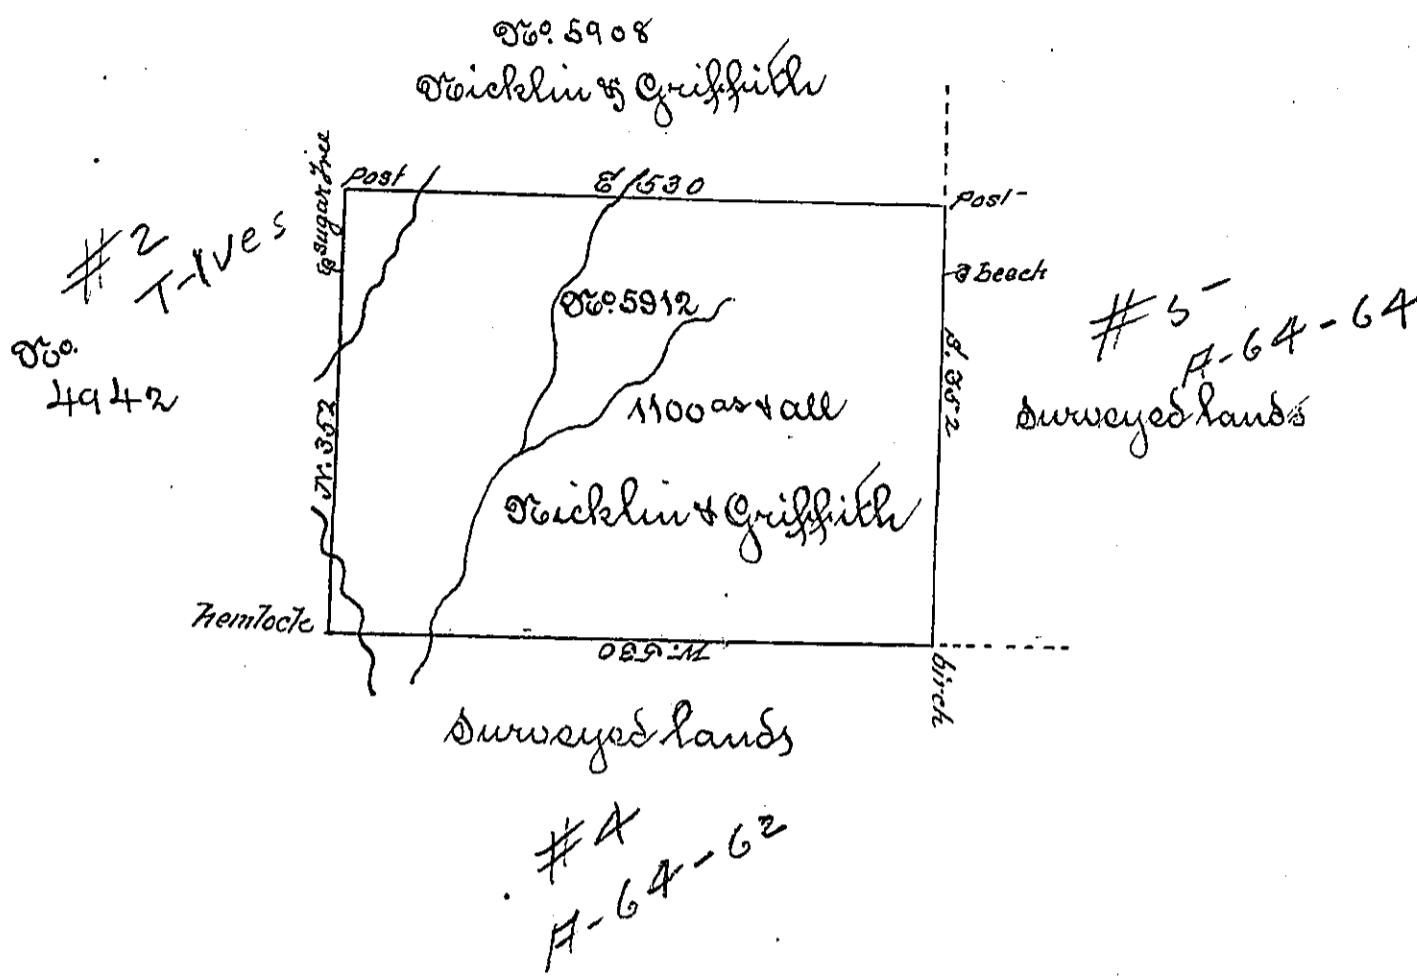 No. 5908
Nicklin & Griffith
a sugar Tree
Post
E 530
Post
#2
T-Ives
No.
4942
a beech
No. 5912
#5
A-64-64
Surveyed lands
S. 352
1100 as & all
N. 352
Nicklin & Griffith
Hemlock
W. 530
birch
Surveyed lands
#4
A-64-62